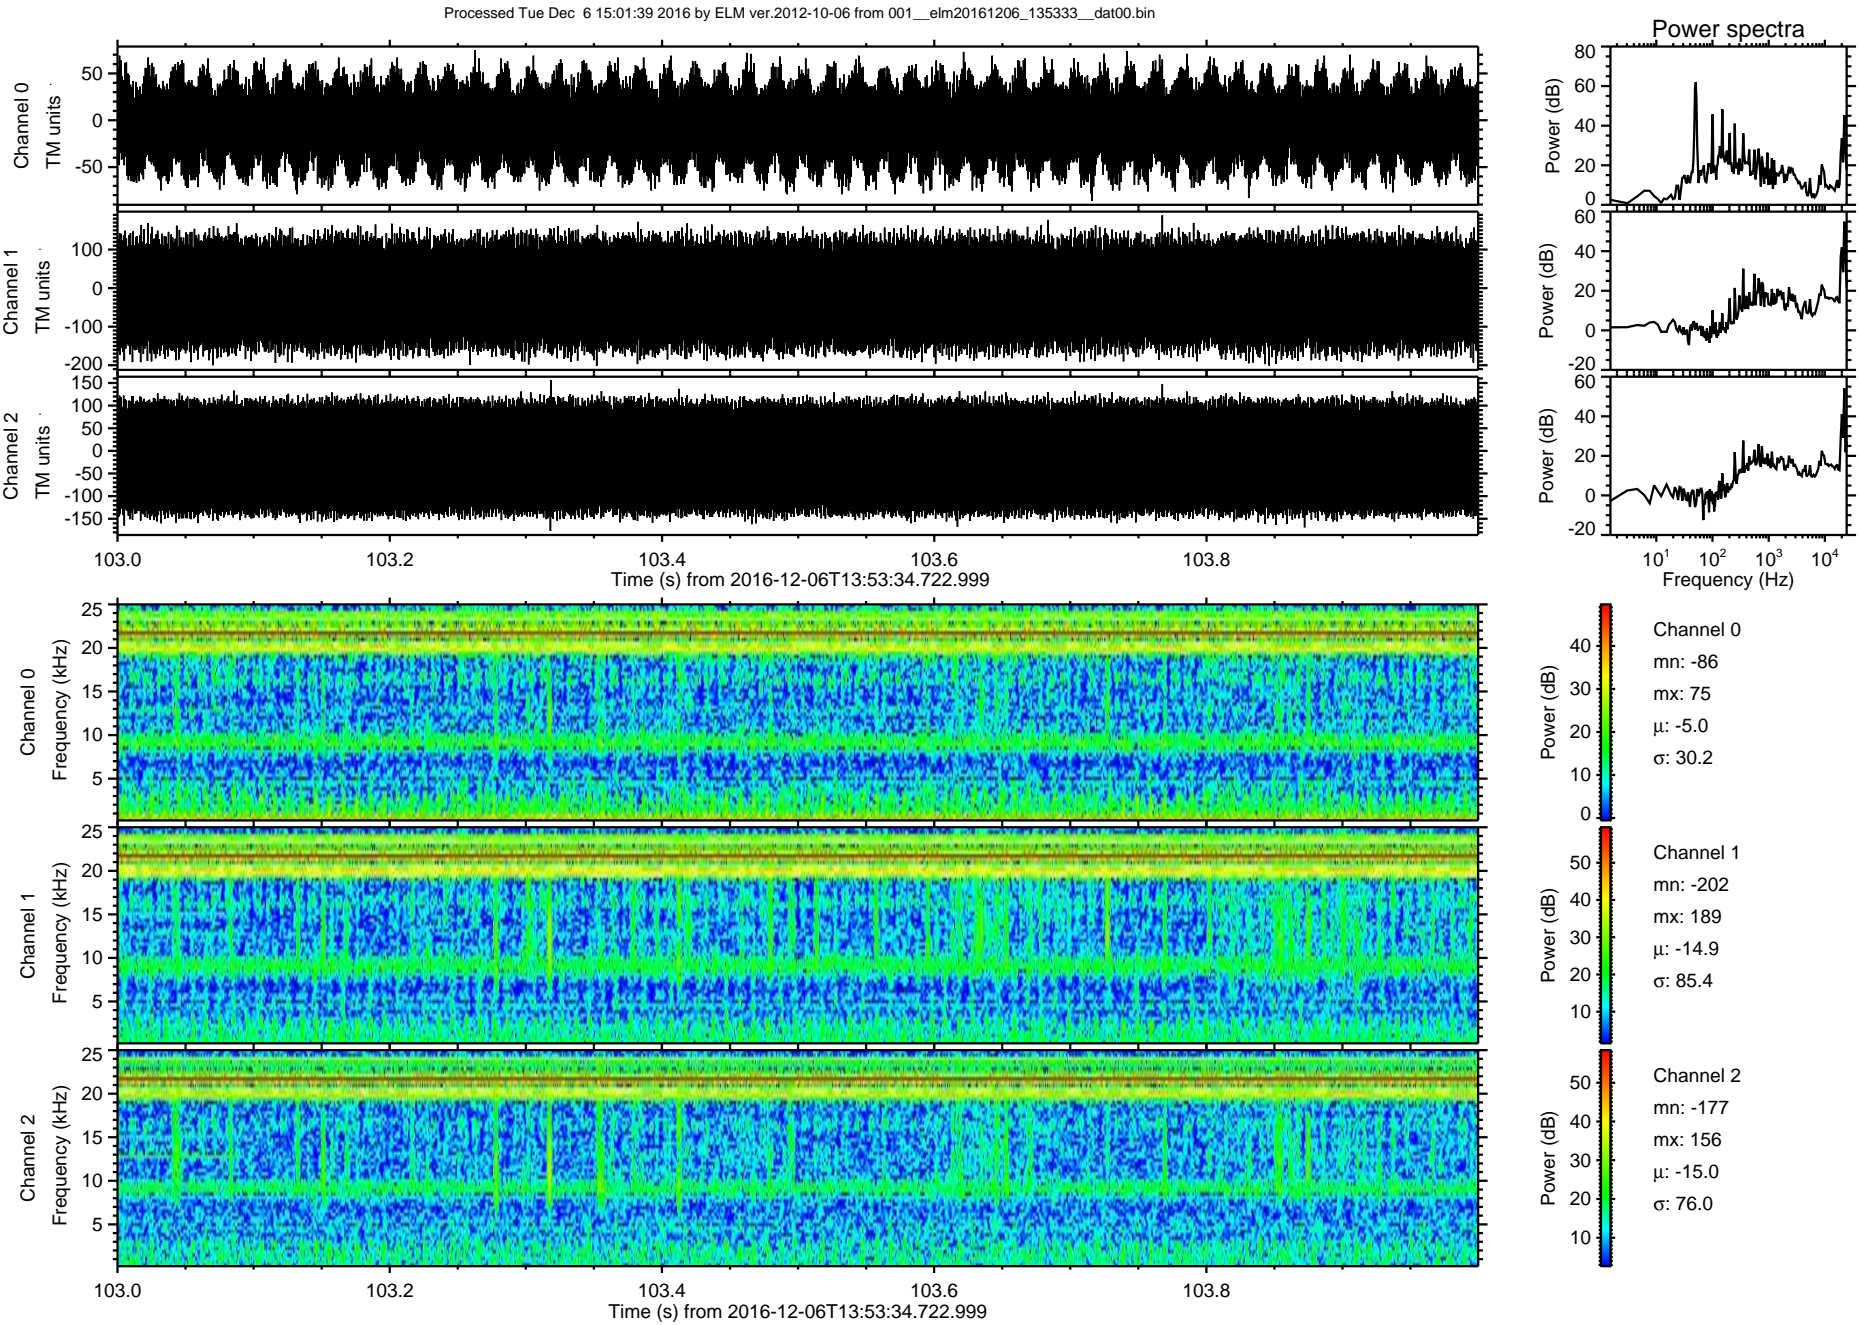 Processed Tue Dec  6 15:01:39 2016 by ELM ver.2012-10-06 from 001__elm20161206_135333__dat00.bin
Power spectra
Channel 0
TM units
50
0
-50
Power (dB)
80
60
40
20
0
Channel 1
TM units
100
0
-100
-200
Power (dB)
60
40
20
0
-20
Channel 2
TM units
150
100
50
0
-50
-100
-150
Power (dB)
60
40
20
0
-20
103.0 103.2 103.4 103.6 103.8
Time (s) from 2016-12-06T13:53:34.722.999
10^1 10^2 10^3 10^4
Frequency (Hz)
Channel 0
Frequency (kHz)
25
20
15
10
5
Power (dB)
40
30
20
10
0
Channel 0
mn: -86
mx: 75
μ: -5.0
σ: 30.2
Channel 1
Frequency (kHz)
25
20
15
10
5
Power (dB)
50
40
30
20
10
Channel 1
mn: -202
mx: 189
μ: -14.9
σ: 85.4
Channel 2
Frequency (kHz)
25
20
15
10
5
Power (dB)
50
40
30
20
10
Channel 2
mn: -177
mx: 156
μ: -15.0
σ: 76.0
103.0 103.2 103.4 103.6 103.8
Time (s) from 2016-12-06T13:53:34.722.999